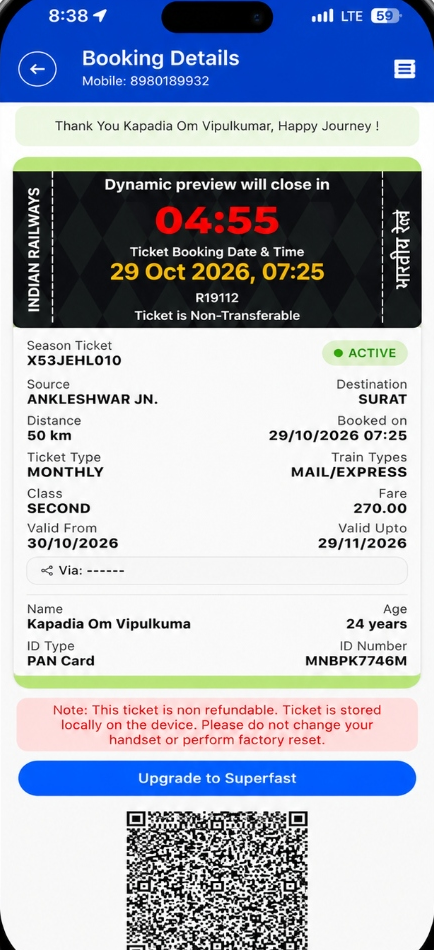 8:38
LTE 59
Booking Details
Mobile: 8980189932
Thank You Kapadia Om Vipulkumar, Happy Journey !
INDIAN RAILWAYS
Dynamic preview will close in
04:55
Ticket Booking Date & Time
29 Oct 2026, 07:25
R19112
Ticket is Non-Transferable
भारतीय रेल
Season Ticket
X53JEHL010
ACTIVE
Source Destination
ANKLESHWAR JN. SURAT
Distance Booked on
50 km 29/10/2026 07:25
Ticket Type Train Types
MONTHLY MAIL/EXPRESS
Class Fare
SECOND 270.00
Valid From Valid Upto
30/10/2026 29/11/2026
Via: ------
Name Age
Kapadia Om Vipulkuma 24 years
ID Type ID Number
PAN Card MNBPK7746M
Note: This ticket is non refundable. Ticket is stored
locally on the device. Please do not change your
handset or perform factory reset.
Upgrade to Superfast